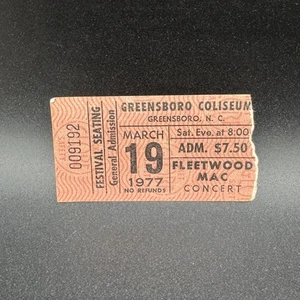 009192
FESTIVAL SEATING
General Admission
GREENSBORO COLISEUM
GREENSBORO, N. C.
MARCH
19
1977
NO REFUNDS
Sat. Eve. at 8:00
ADM. $7.50
FLEETWOOD
MAC
CONCERT